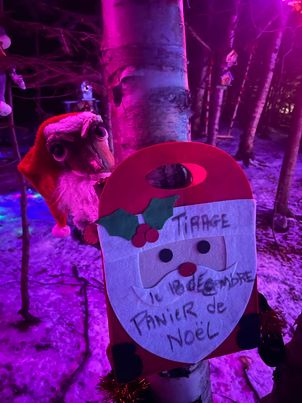 TIRAGE
le 18 DÉCEMBRE
PANIER de
NOËL